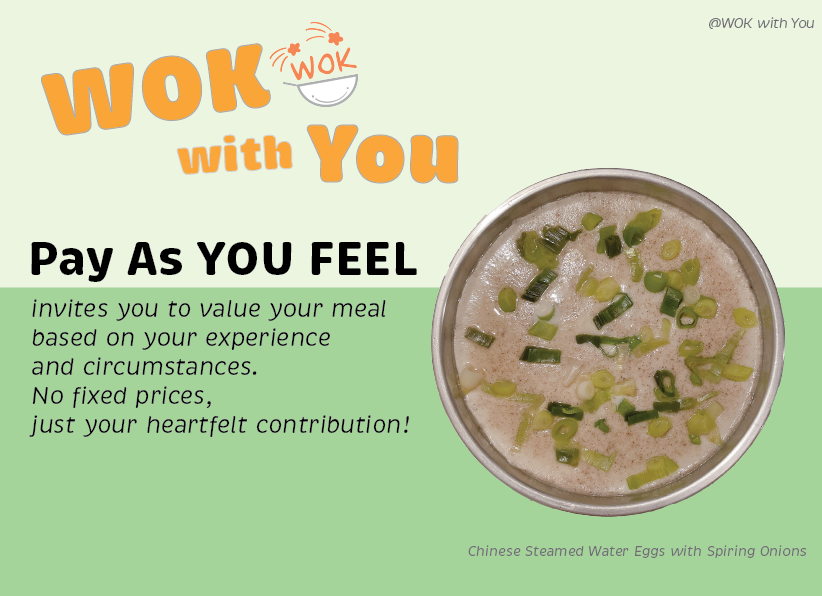 @WOK with You
WOK
WOK
with You
Pay As YOU FEEL
invites you to value your meal
based on your experience
and circumstances.
No fixed prices,
just your heartfelt contribution!
Chinese Steamed Water Eggs with Spiring Onions